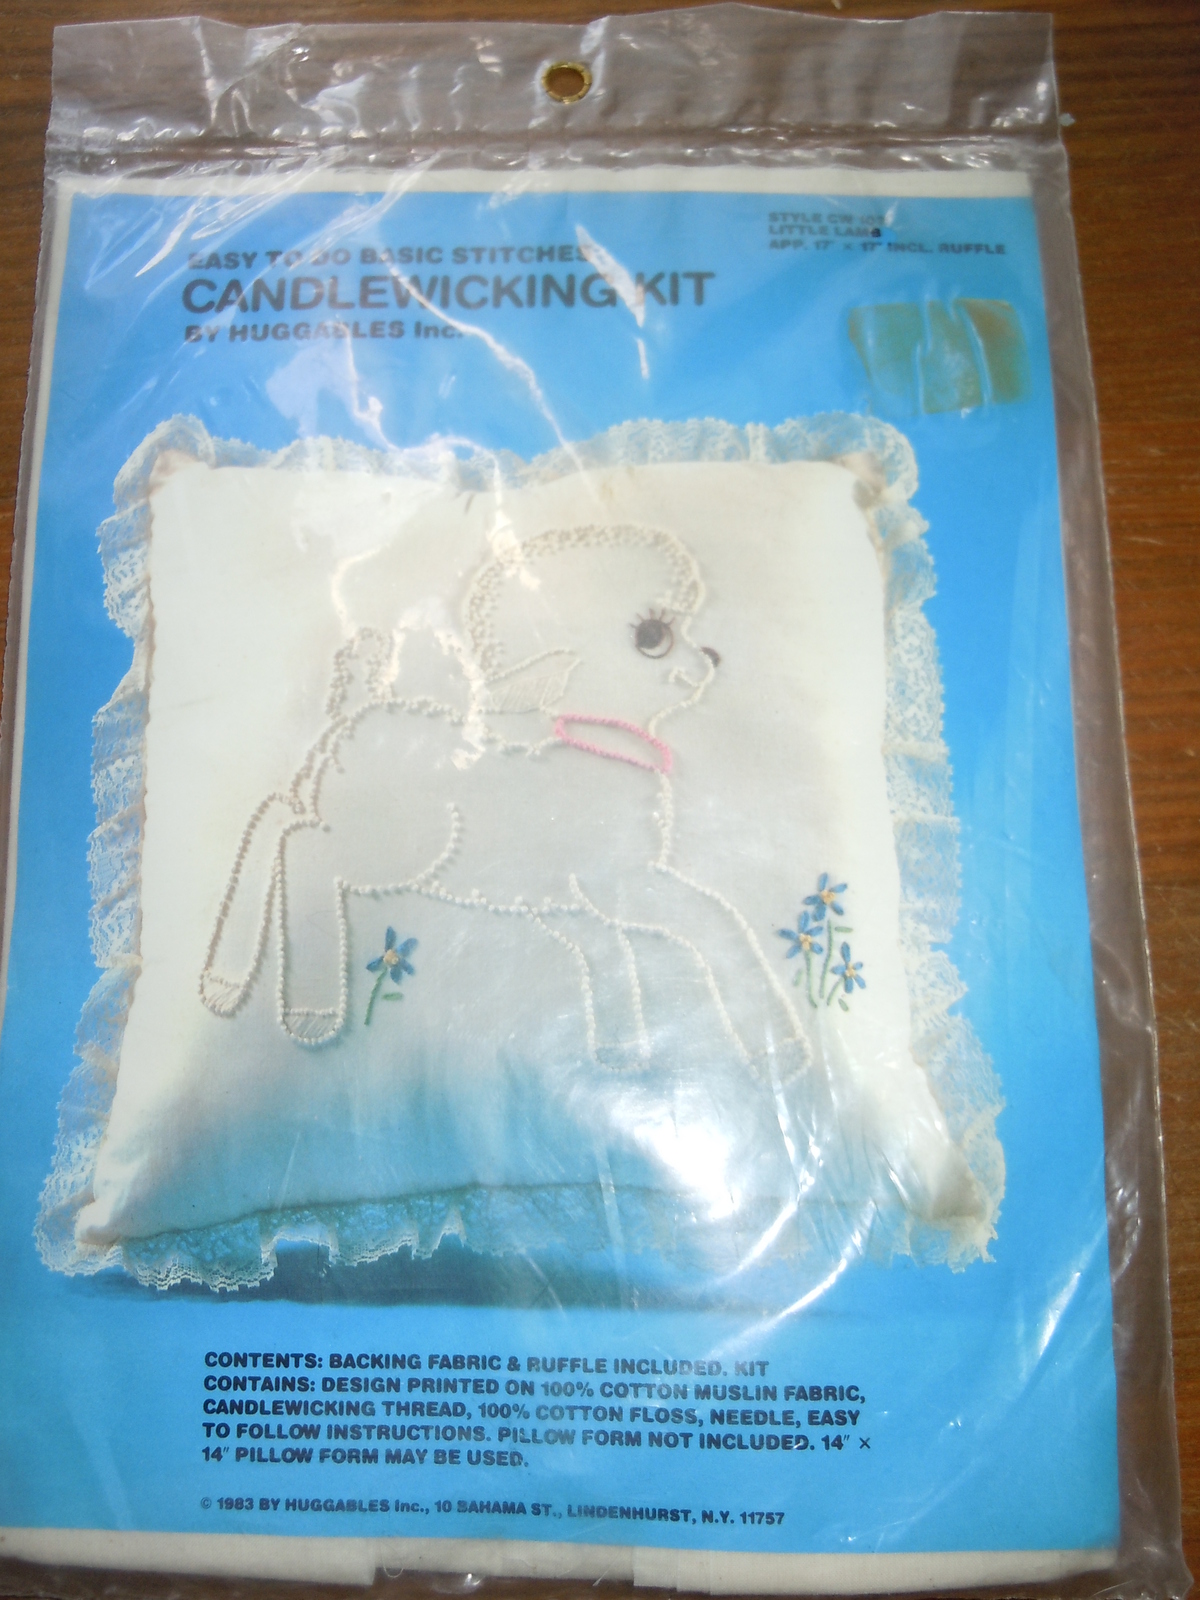 STYLE CW
LITTLE LAMB
APP. 17" × 17" INCL. RUFFLE
EASY TO DO BASIC STITCHES
CANDLEWICKING KIT
BY HUGGABLES Inc.
CONTENTS: BACKING FABRIC & RUFFLE INCLUDED. KIT
CONTAINS: DESIGN PRINTED ON 100% COTTON MUSLIN FABRIC,
CANDLEWICKING THREAD, 100% COTTON FLOSS, NEEDLE, EASY
TO FOLLOW INSTRUCTIONS. PILLOW FORM NOT INCLUDED. 14" ×
14" PILLOW FORM MAY BE USED.
© 1983 BY HUGGABLES Inc., 10 BAHAMA ST., LINDENHURST, N.Y. 11757